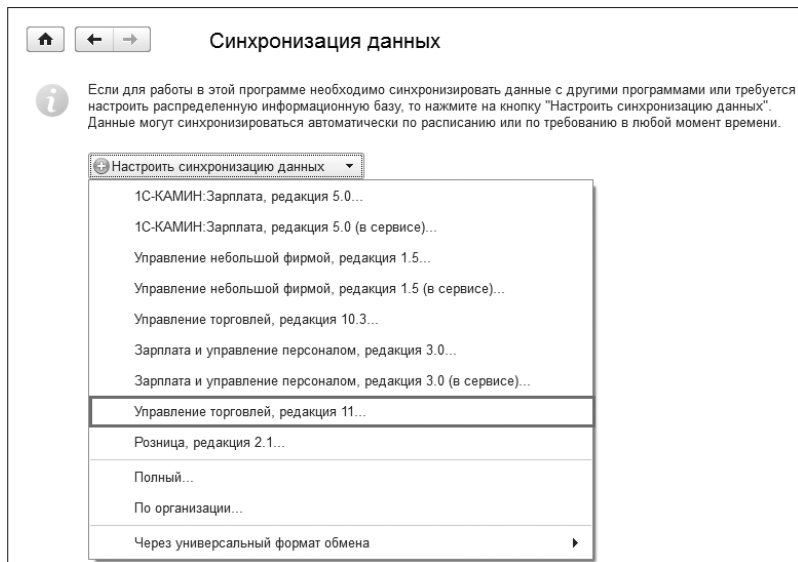 Синхронизация данных
Если для работы в этой программе необходимо синхронизировать данные с другими программами или требуется
настроить распределенную информационную базу, то нажмите на кнопку "Настроить синхронизацию данных".
Данные могут синхронизироваться автоматически по расписанию или по требованию в любой момент времени.
Настроить синхронизацию данных
1С-КАМИН:Зарплата, редакция 5.0...
1С-КАМИН:Зарплата, редакция 5.0 (в сервисе)...
Управление небольшой фирмой, редакция 1.5...
Управление небольшой фирмой, редакция 1.5 (в сервисе)...
Управление торговлей, редакция 10.3...
Зарплата и управление персоналом, редакция 3.0...
Зарплата и управление персоналом, редакция 3.0 (в сервисе)...
Управление торговлей, редакция 11...
Розница, редакция 2.1...
Полный...
По организации...
Через универсальный формат обмена